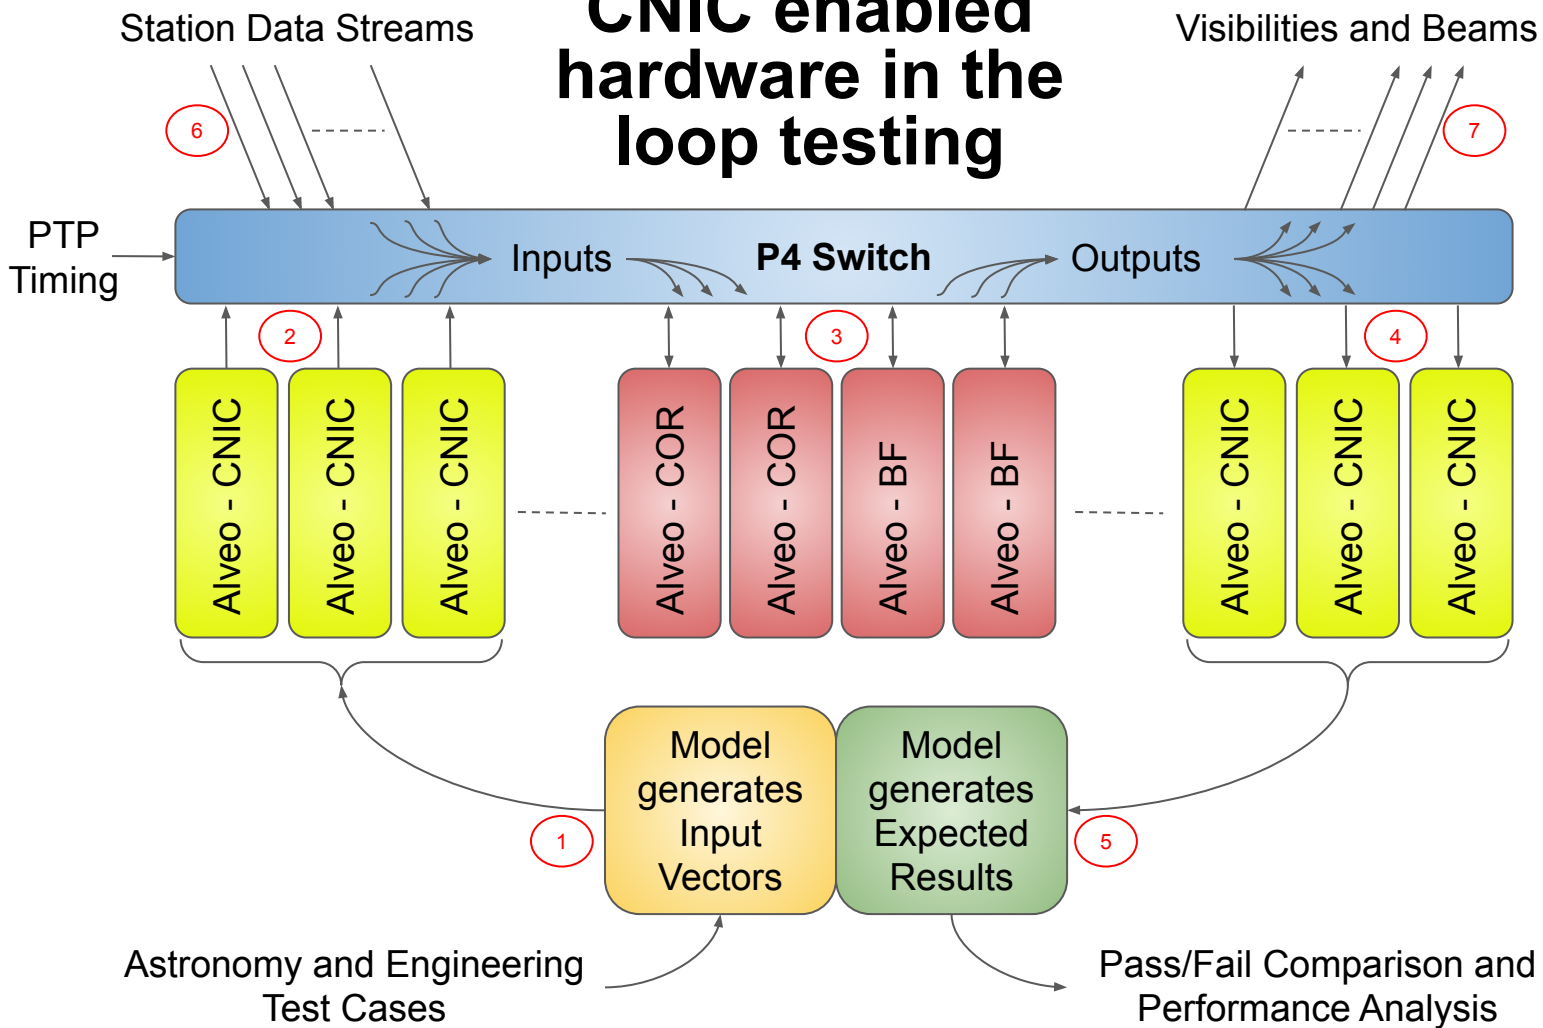 CNIC enabled
hardware in the
loop testing
Station Data Streams
Visibilities and Beams
6
7
PTP
Timing
Inputs
P4 Switch
Outputs
2
3
4
Alveo - CNIC
Alveo - CNIC
Alveo - CNIC
Alveo - COR
Alveo - COR
Alveo - BF
Alveo - BF
Alveo - CNIC
Alveo - CNIC
Alveo - CNIC
1
Model
generates
Input
Vectors
Model
generates
Expected
Results
5
Astronomy and Engineering
Test Cases
Pass/Fail Comparison and
Performance Analysis